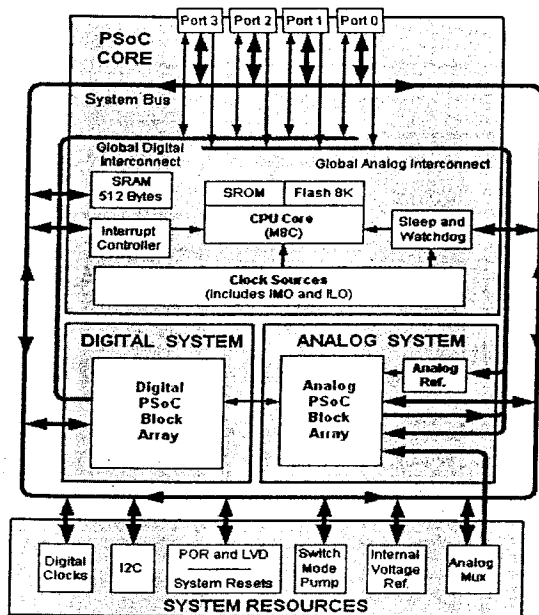 Port 3 Port 2 Port 1 Port 0
PSoC
CORE
System Bus
Global Digital
Interconnect
Global Analog Interconnect
SRAM
512 Bytes
SROM Flash 8K
CPU Core
(M8C)
Interrupt
Controller
Sleep and
Watchdog
Clock Sources
(includes IMO and ILO)
DIGITAL SYSTEM
ANALOG SYSTEM
Digital
PSoC
Block
Array
Analog
PSoC
Block
Array
Analog
Ref.
Digital
Clocks
I2C
POR and LVD
System Resets
Switch
Mode
Pump
Internal
Voltage
Ref.
Analog
Mux
SYSTEM RESOURCES